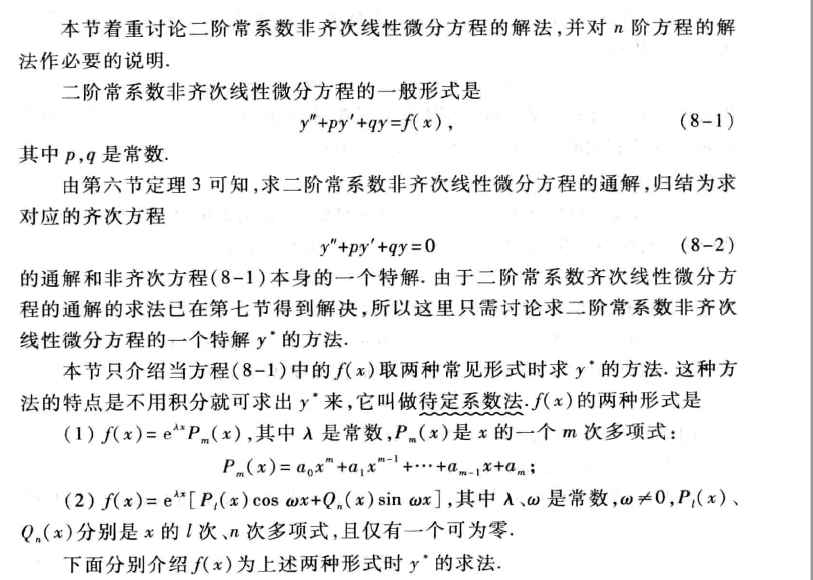 本节着重讨论二阶常系数非齐次线性微分方程的解法,并对 n 阶方程的解
法作必要的说明.
二阶常系数非齐次线性微分方程的一般形式是
y″+py′+qy=f(x), (8-1)
其中 p,q 是常数.
由第六节定理 3 可知,求二阶常系数非齐次线性微分方程的通解,归结为求
对应的齐次方程
y″+py′+qy=0 (8-2)
的通解和非齐次方程(8-1)本身的一个特解. 由于二阶常系数齐次线性微分方
程的通解的求法已在第七节得到解决,所以这里只需讨论求二阶常系数非齐次
线性微分方程的一个特解 y* 的方法.
本节只介绍当方程(8-1)中的 f(x)取两种常见形式时求 y* 的方法. 这种方
法的特点是不用积分就可求出 y* 来,它叫做待定系数法. f(x)的两种形式是
(1) f(x)= e^{λx}P_m(x),其中 λ 是常数,P_m(x)是 x 的一个 m 次多项式:
P_m(x)= a_0x^m+a_1x^{m-1}+⋯+a_{m-1}x+a_m;
(2) f(x)= e^{λx}[P_l(x)cos ωx+Q_n(x)sin ωx],其中 λ、ω 是常数,ω≠0,P_l(x)、
Q_n(x)分别是 x 的 l 次、n 次多项式,且仅有一个可为零.
下面分别介绍 f(x)为上述两种形式时 y* 的求法.